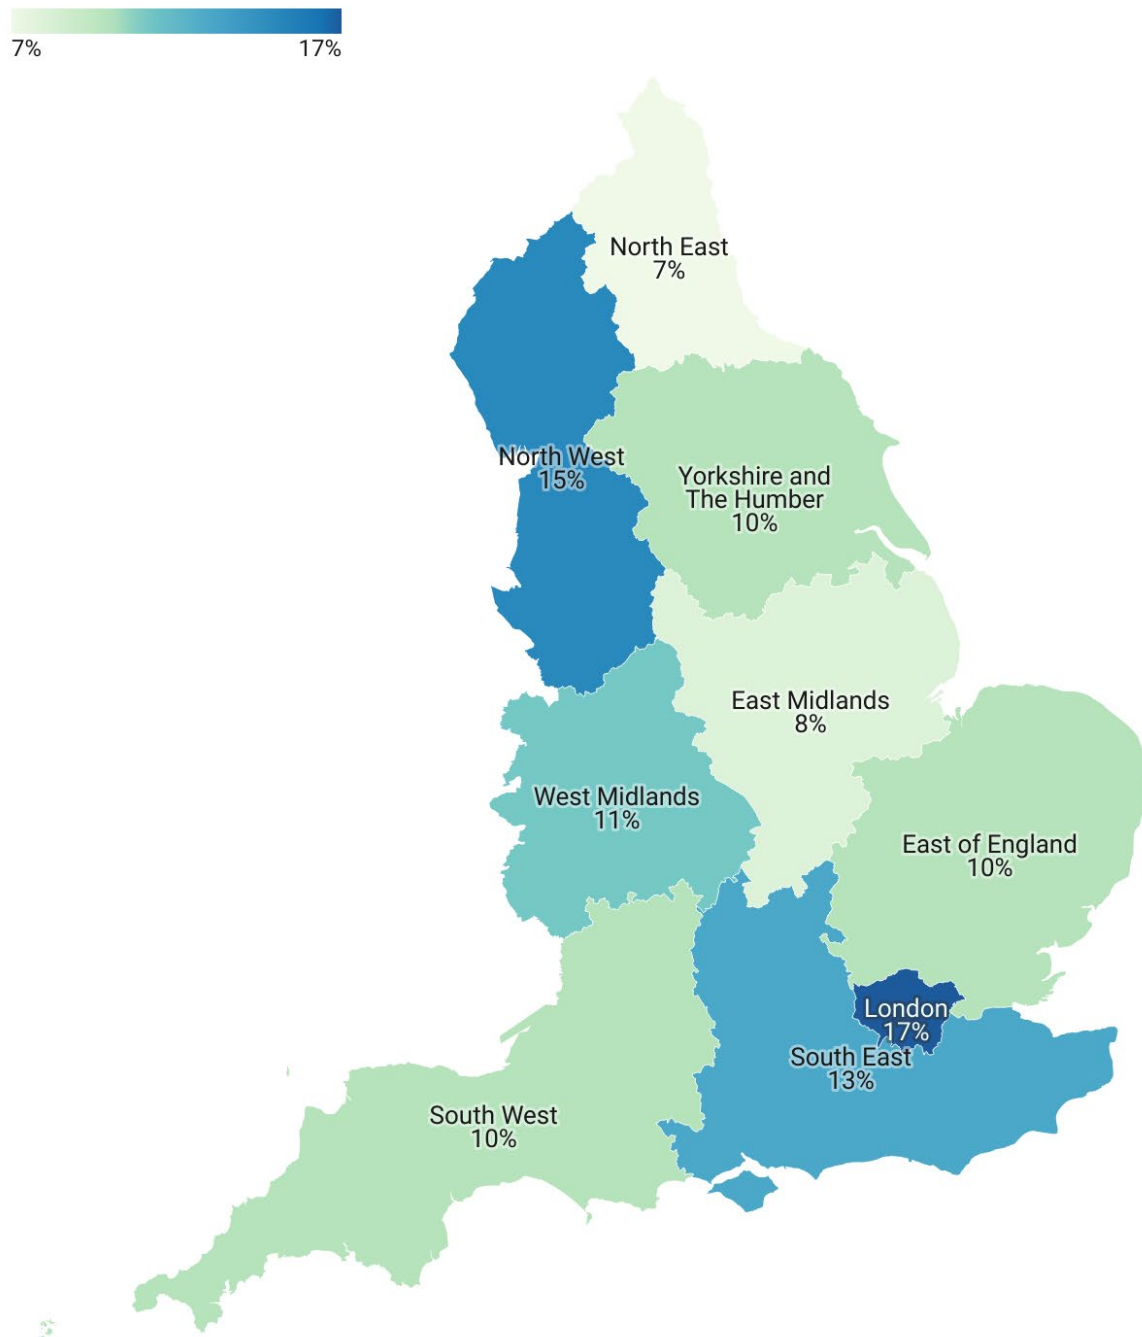 7%
17%
North East
7%
North West
15%
Yorkshire and
The Humber
10%
East Midlands
8%
West Midlands
11%
East of England
10%
London
17%
South East
13%
South West
10%